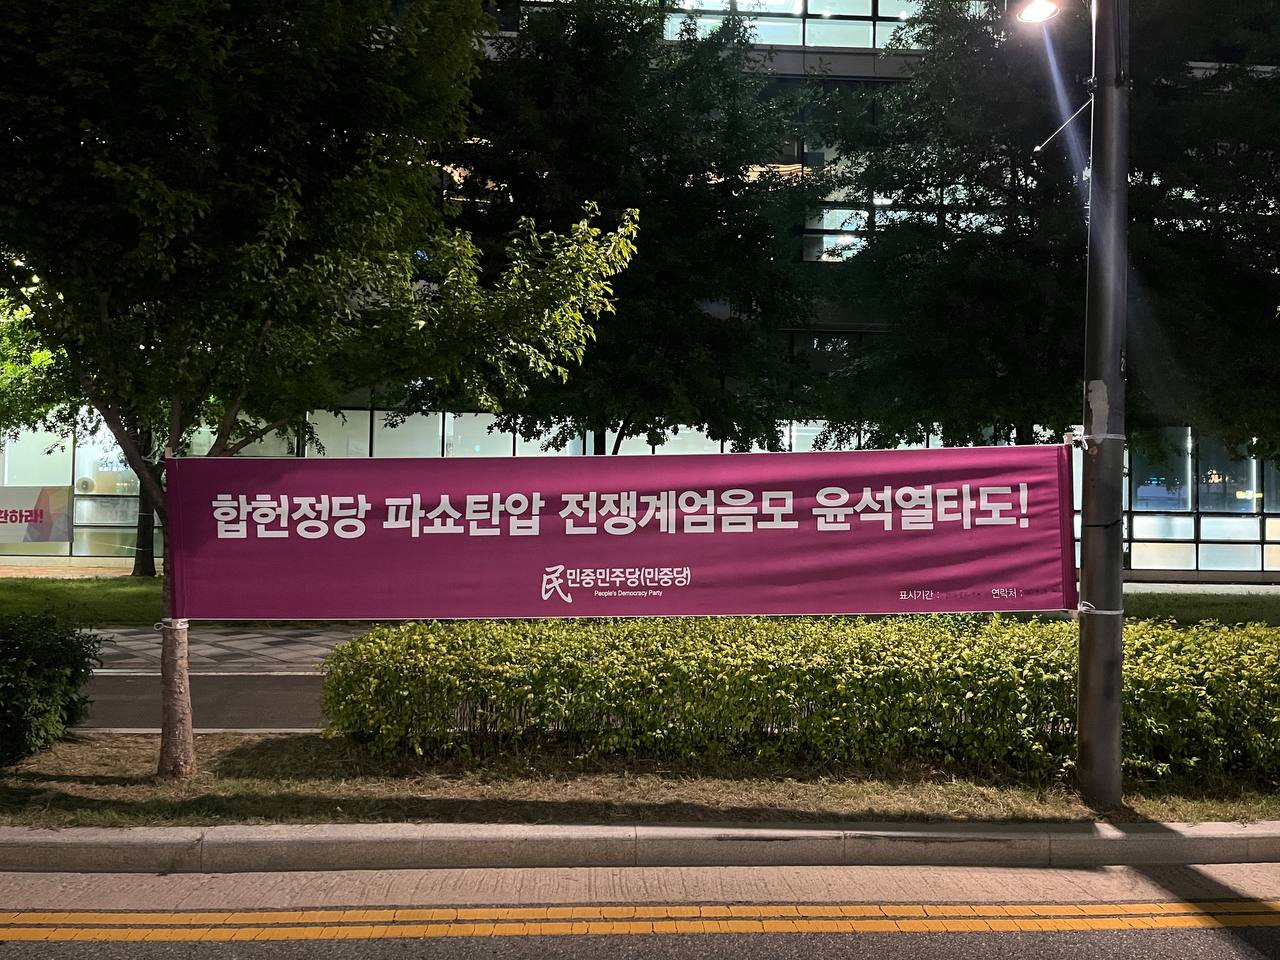 합헌정당 파쇼탄압 전쟁계엄음모 윤석열타도!
民민중민주당(민중당)
People's Democracy Party
표시기간 :
연락처 :
하라!